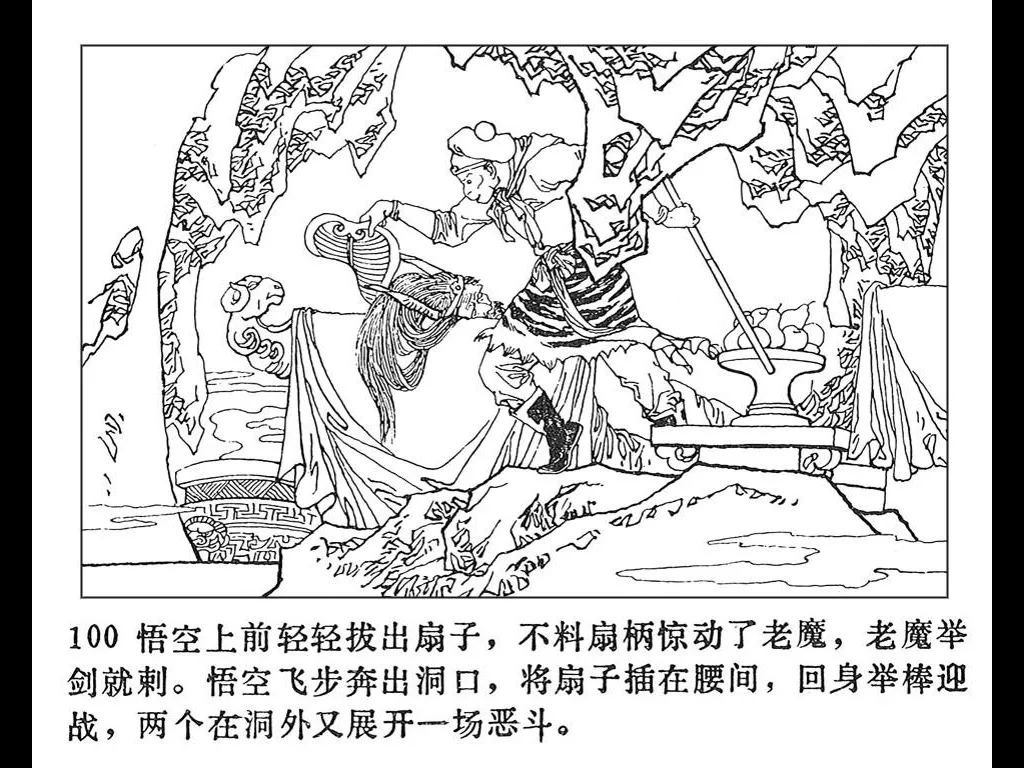 100 悟空上前轻轻拔出扇子，不料扇柄惊动了老魔，老魔举
剑就刺。悟空飞步奔出洞口，将扇子插在腰间，回身举棒迎
战，两个在洞外又展开一场恶斗。